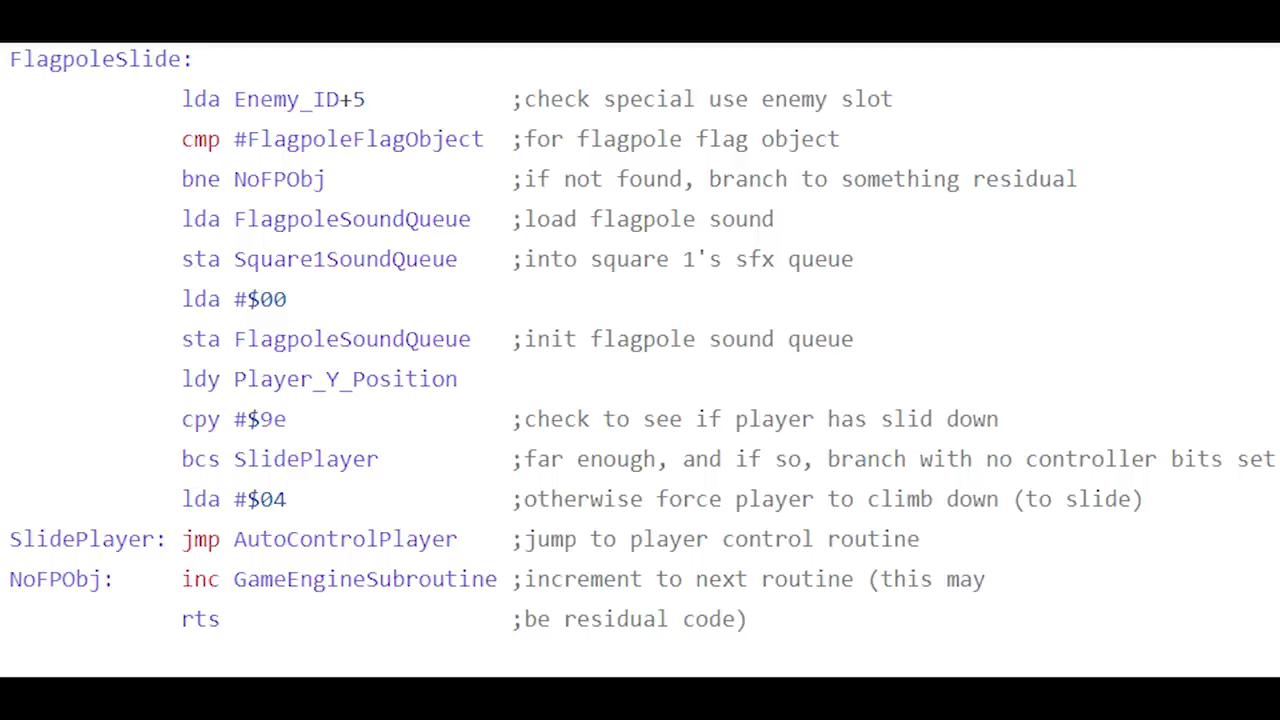 FlagpoleSlide:
lda Enemy_ID+5 ;check special use enemy slot
cmp #FlagpoleFlagObject ;for flagpole flag object
bne NoFPObj ;if not found, branch to something residual
lda FlagpoleSoundQueue ;load flagpole sound
sta Square1SoundQueue ;into square 1's sfx queue
lda #$00
sta FlagpoleSoundQueue ;init flagpole sound queue
ldy Player_Y_Position
cpy #$9e ;check to see if player has slid down
bcs SlidePlayer ;far enough, and if so, branch with no controller bits set
lda #$04 ;otherwise force player to climb down (to slide)
SlidePlayer: jmp AutoControlPlayer ;jump to player control routine
NoFPObj: inc GameEngineSubroutine ;increment to next routine (this may
rts ;be residual code)